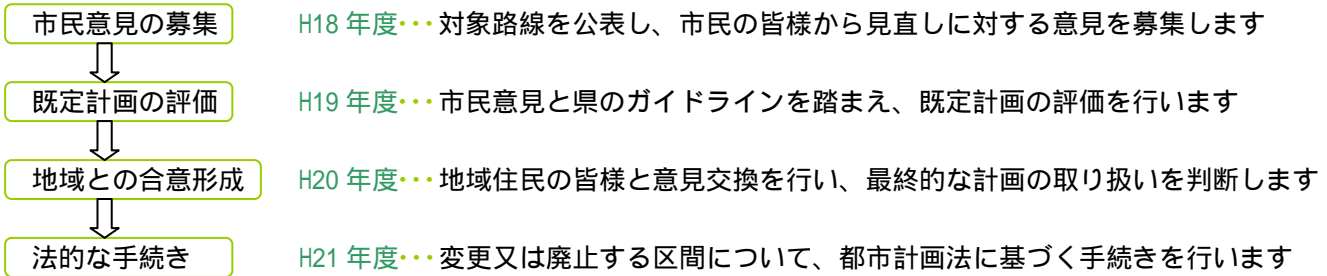 市民意見の募集 H18 年度・・・対象路線を公表し、市民の皆様から見直しに対する意見を募集します
既定計画の評価 H19 年度・・・市民意見と県のガイドラインを踏まえ、既定計画の評価を行います
地域との合意形成 H20 年度・・・地域住民の皆様と意見交換を行い、最終的な計画の取り扱いを判断します
法的な手続き H21 年度・・・変更又は廃止する区間について、都市計画法に基づく手続きを行います